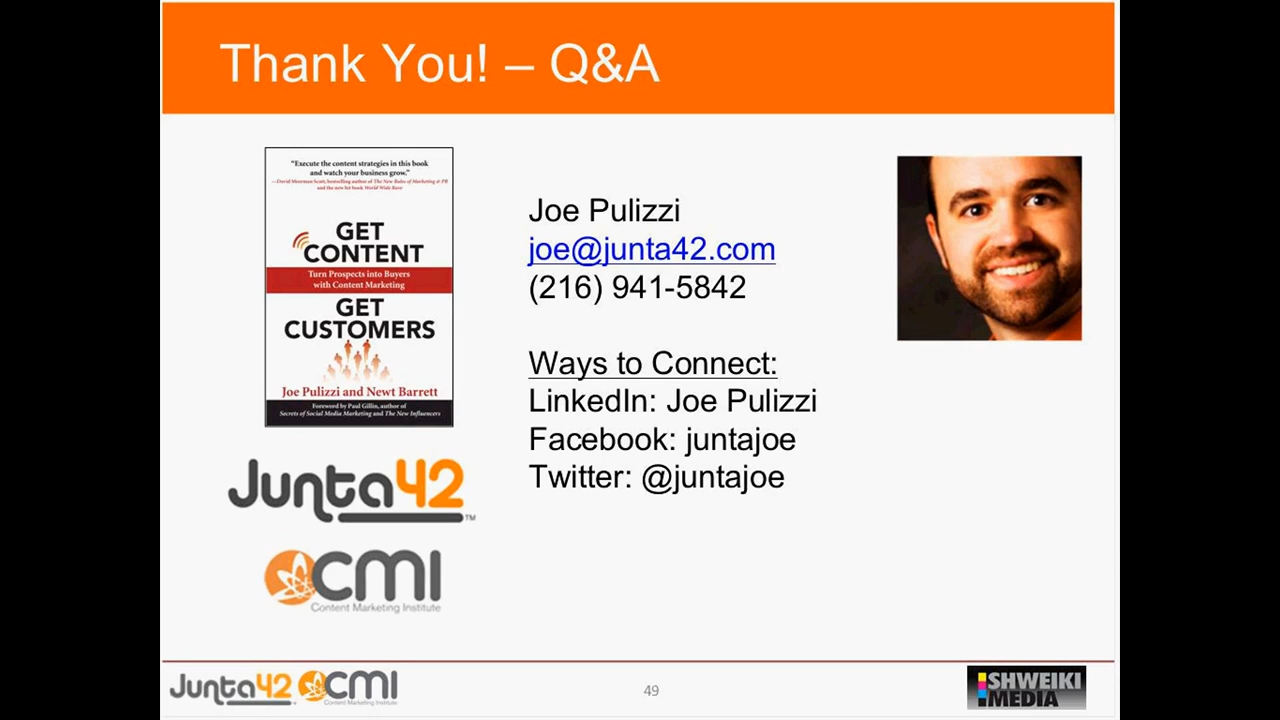 Thank You! – Q&A
"Execute the content strategies in this book
and watch your business grow."
—David Meerman Scott, bestselling author of The New Rules of Marketing & PR
and the new hit book World Wide Rave
GET
CONTENT
Turn Prospects into Buyers
with Content Marketing
GET
CUSTOMERS
Joe Pulizzi and Newt Barrett
Foreword by Paul Gillin, author of
Secrets of Social Media Marketing and The New Influencers
Junta42™
CMI
Content Marketing Institute
Joe Pulizzi
joe@junta42.com
(216) 941-5842
Ways to Connect:
LinkedIn: Joe Pulizzi
Facebook: juntajoe
Twitter: @juntajoe
Junta42
CMI
Content Marketing Institute
49
SHWEIKI
MEDIA